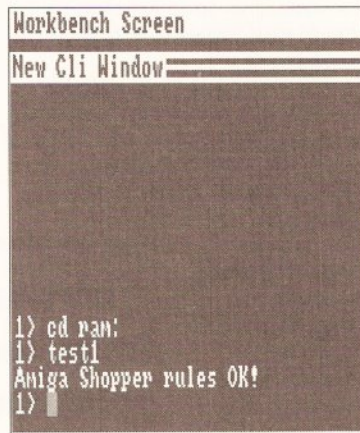 Workbench Screen
New Cli Window
1> cd ram:
1> test1
Amiga Shopper rules OK!
1>